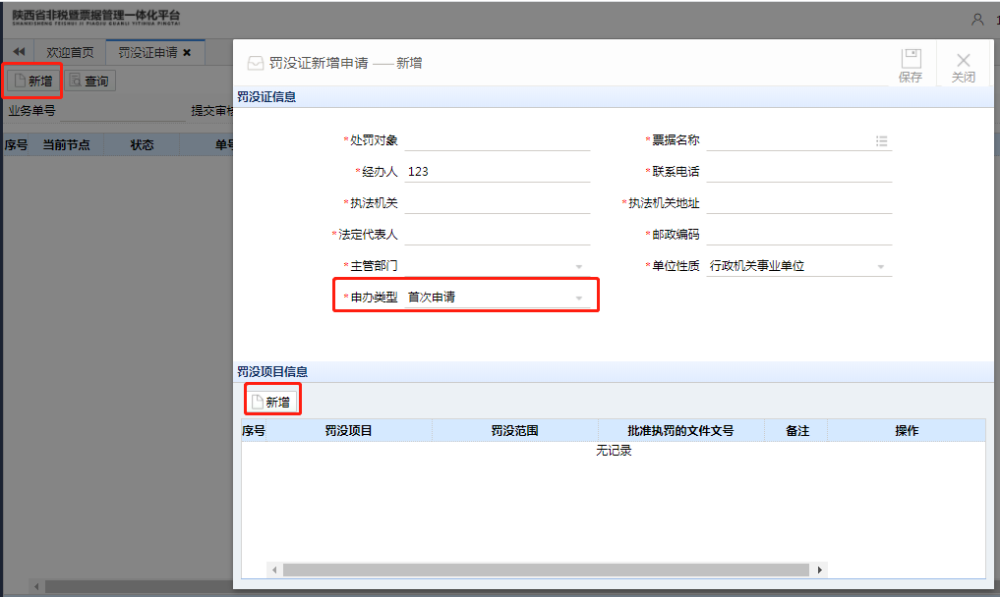 陕西省非税暨票据管理一体化平台
SHANXISHENG FEISHUI JI PIAOJU GUANLI YITIHUA PINGTAI
欢迎首页 罚没证申请
新增 查询
业务单号 提交审核
序号 当前节点 状态 单号
罚没证新增申请 —— 新增
保存 关闭
罚没证信息
*处罚对象 *票据名称
*经办人 123 *联系电话
*执法机关 *执法机关地址
*法定代表人 *邮政编码
*主管部门 *单位性质 行政机关事业单位
*申办类型 首次申请
罚没项目信息
新增
序号 罚没项目 罚没范围 批准执罚的文件文号 备注 操作
无记录